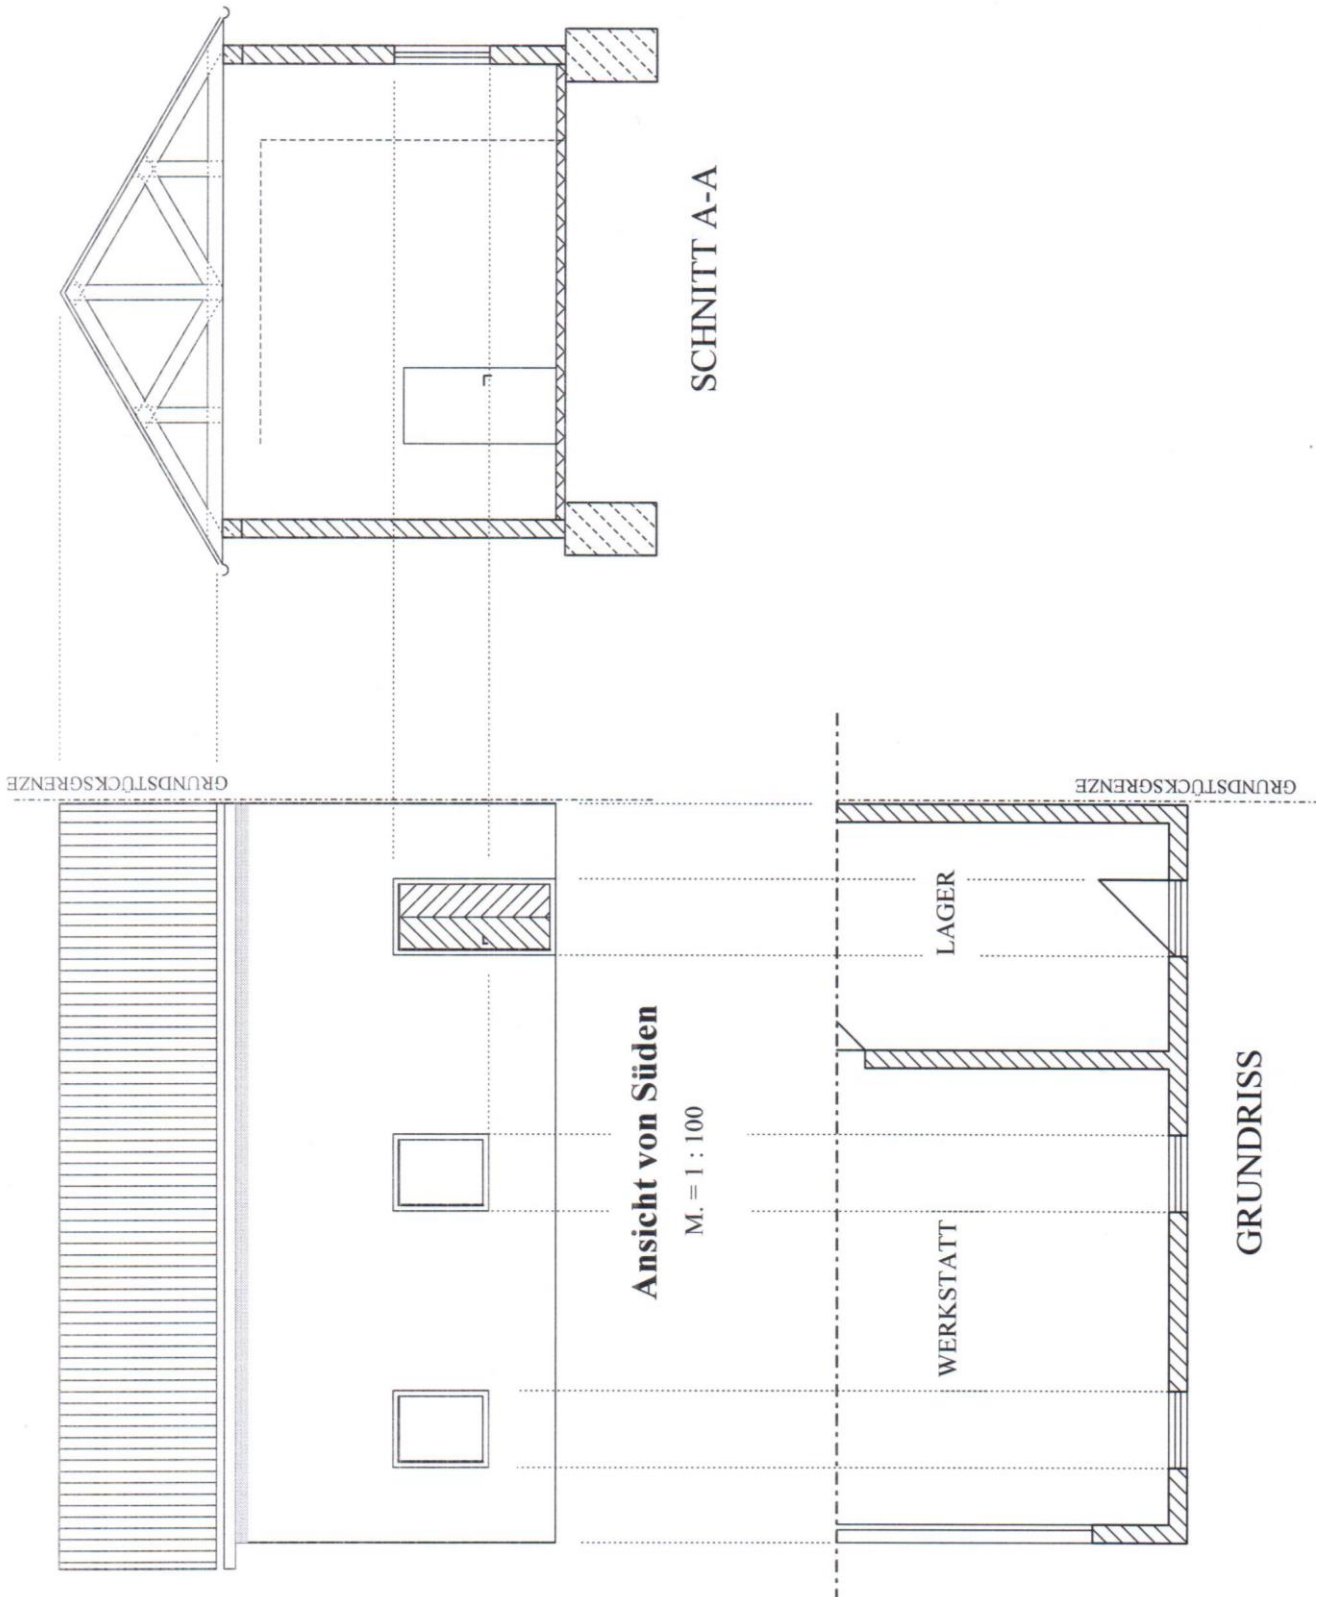 GRUNDSTÜCKSGRENZE
Ansicht von Süden
M. = 1 : 100
SCHNITT A-A
GRUNDSTÜCKSGRENZE
WERKSTATT
LAGER
GRUNDRISS